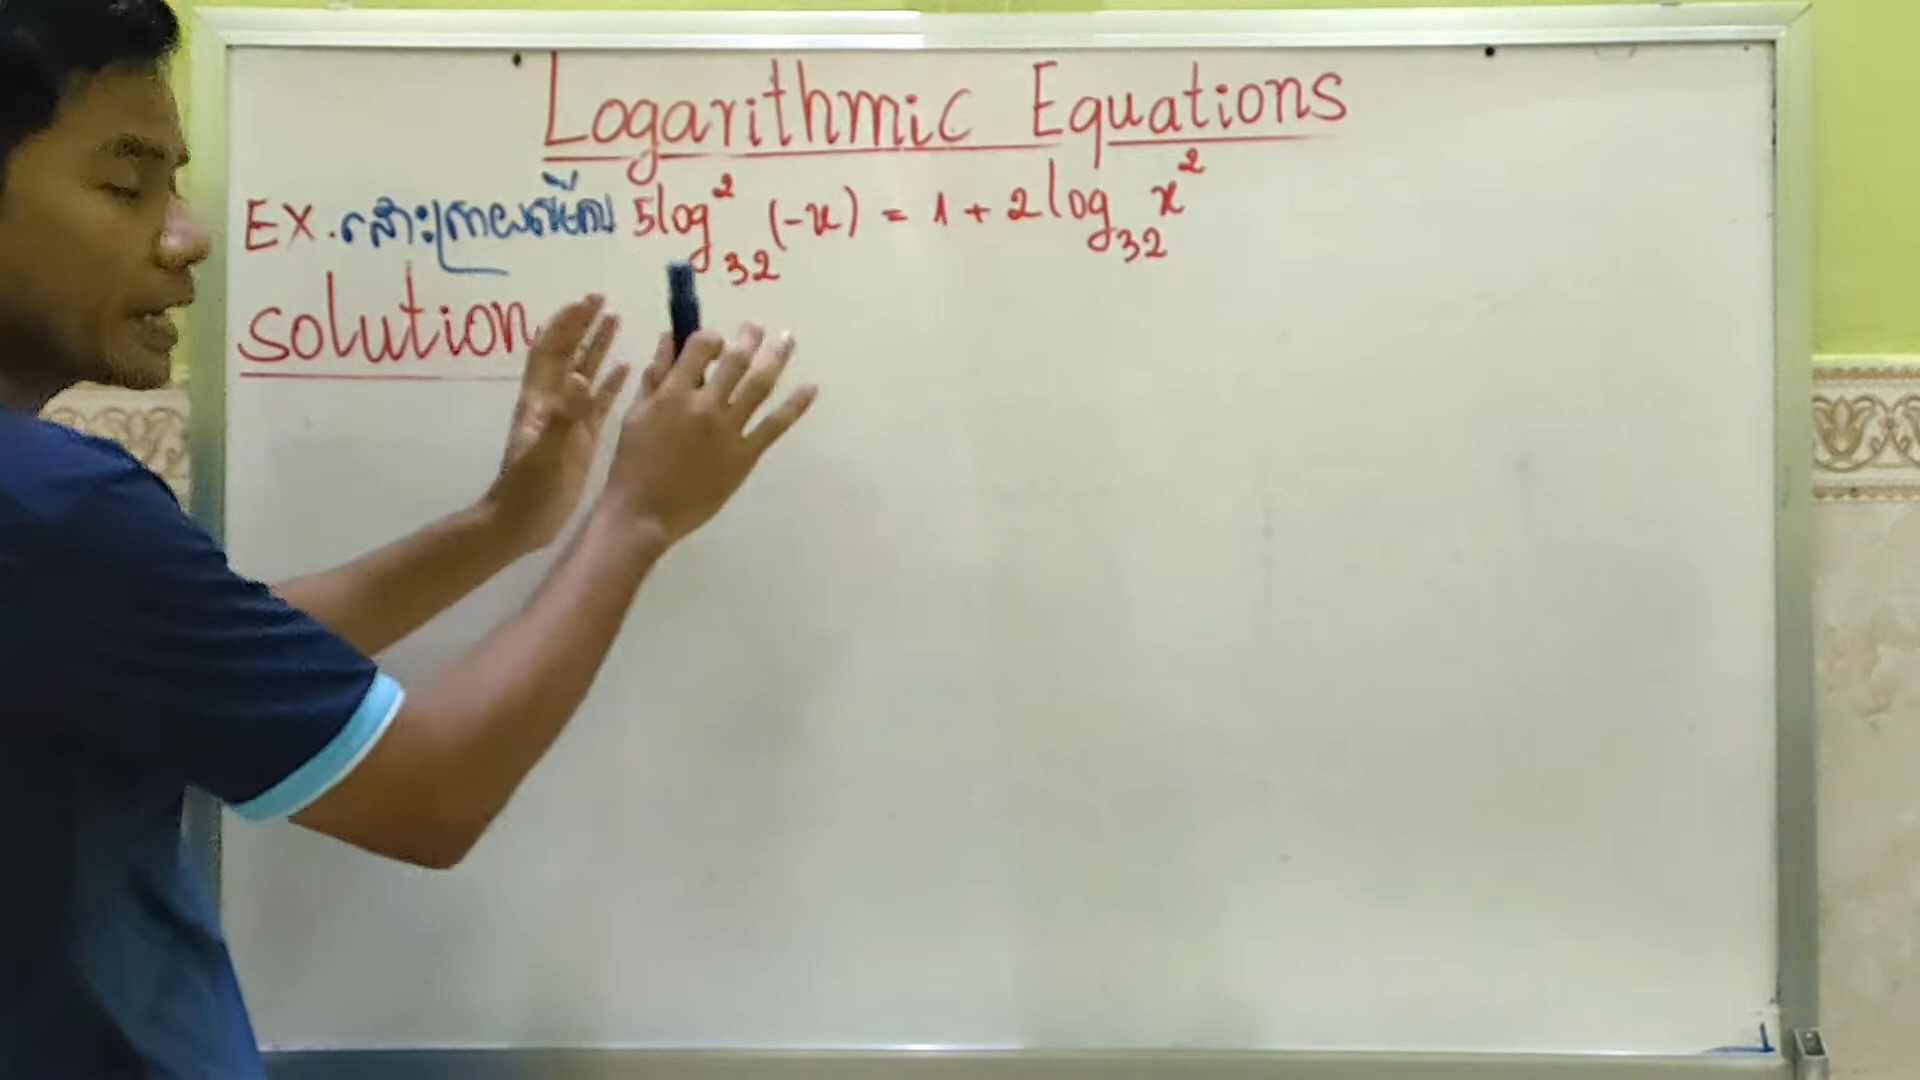 Logarithmic Equations
EX. ដោះស្រាយសមីការ 5log²₃₂(-x) = 1 + 2log₃₂x²
solution